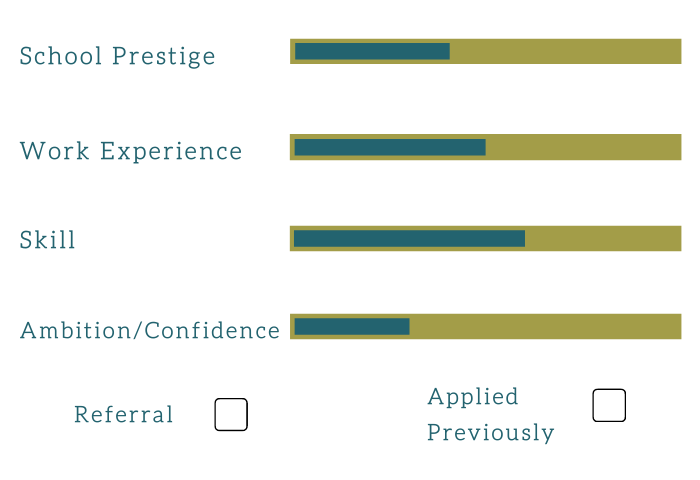 School Prestige
Work Experience
Skill
Ambition/Confidence
Referral
Applied
Previously